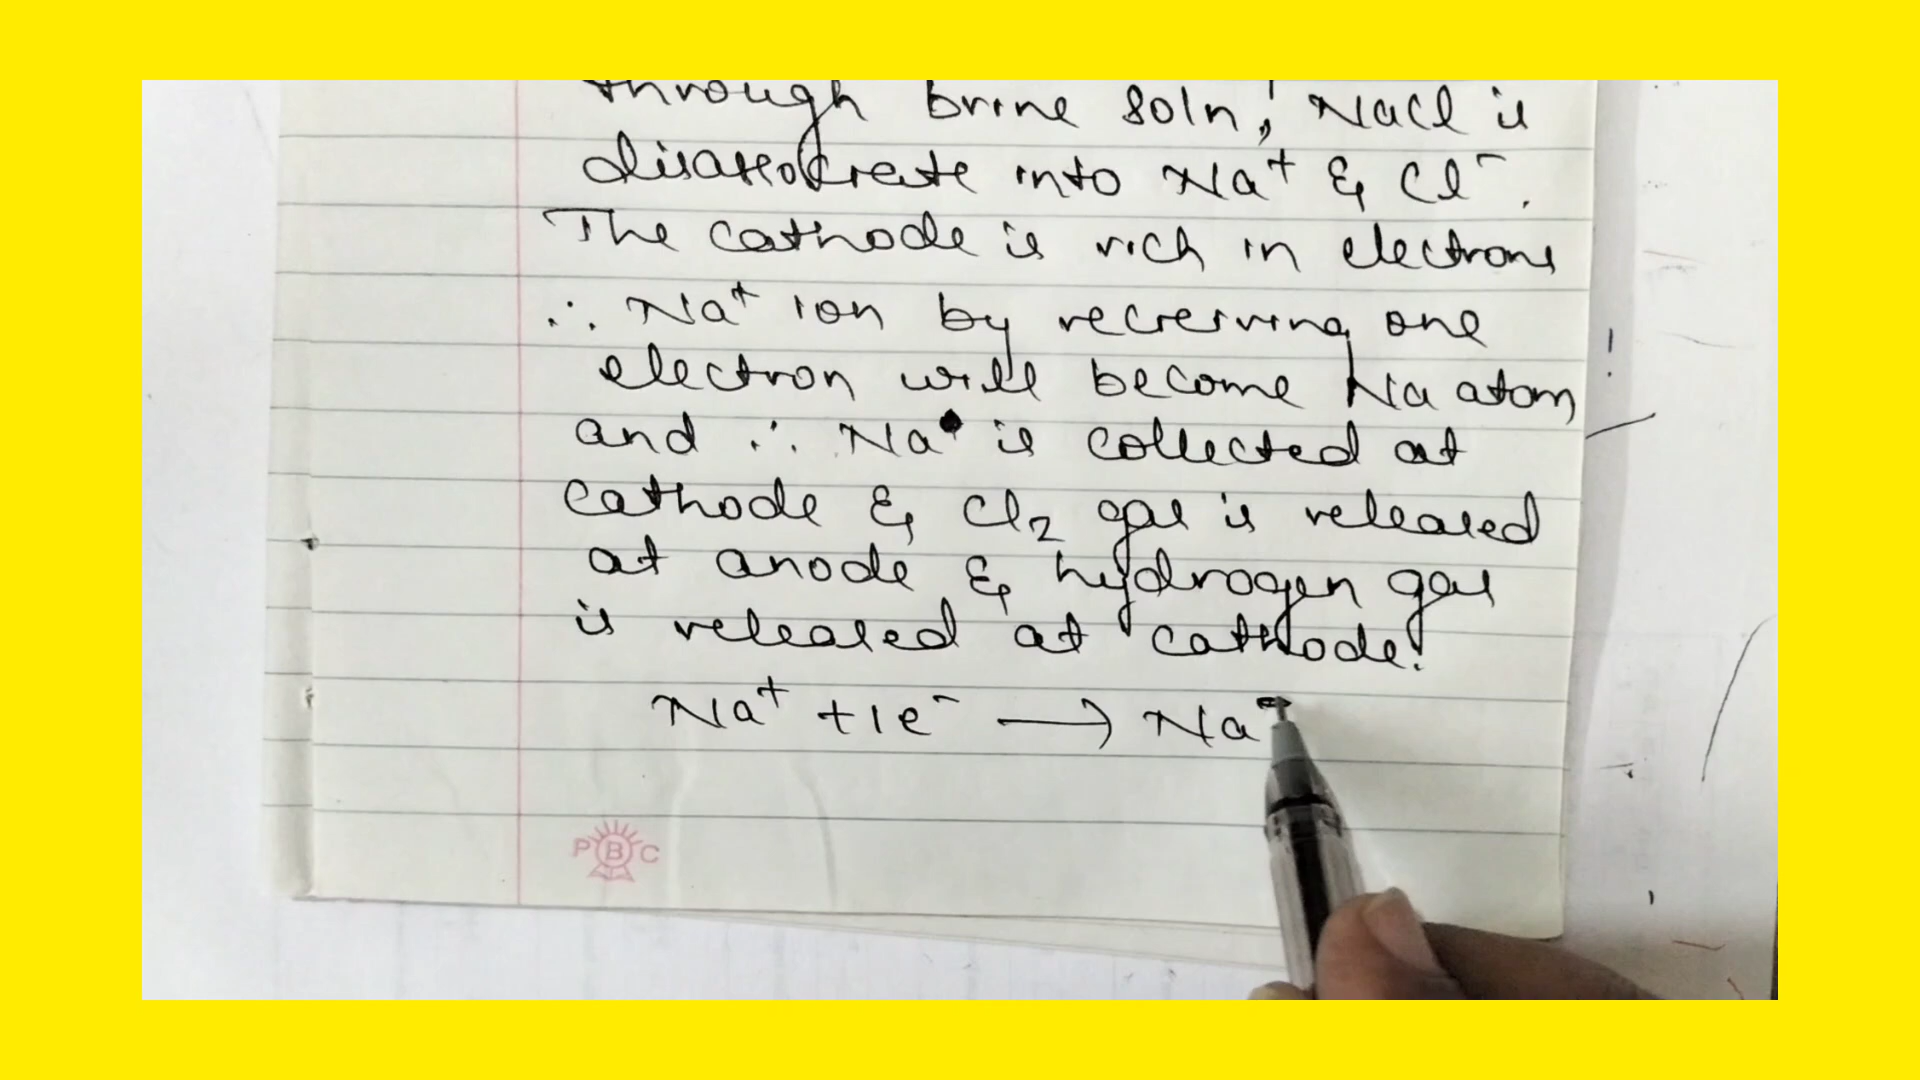 through brine soln, NaCl is
disassociate into Na⁺ & Cl⁻.
The cathode is rich in electrons
∴ Na⁺ ion by recieving one
electron will become Na atom,
and ∴ Na is collected at
cathode & Cl₂ gas is released
at anode & hydrogen gas
is released at cathode.
Na⁺ + 1e⁻ → Na
PBC